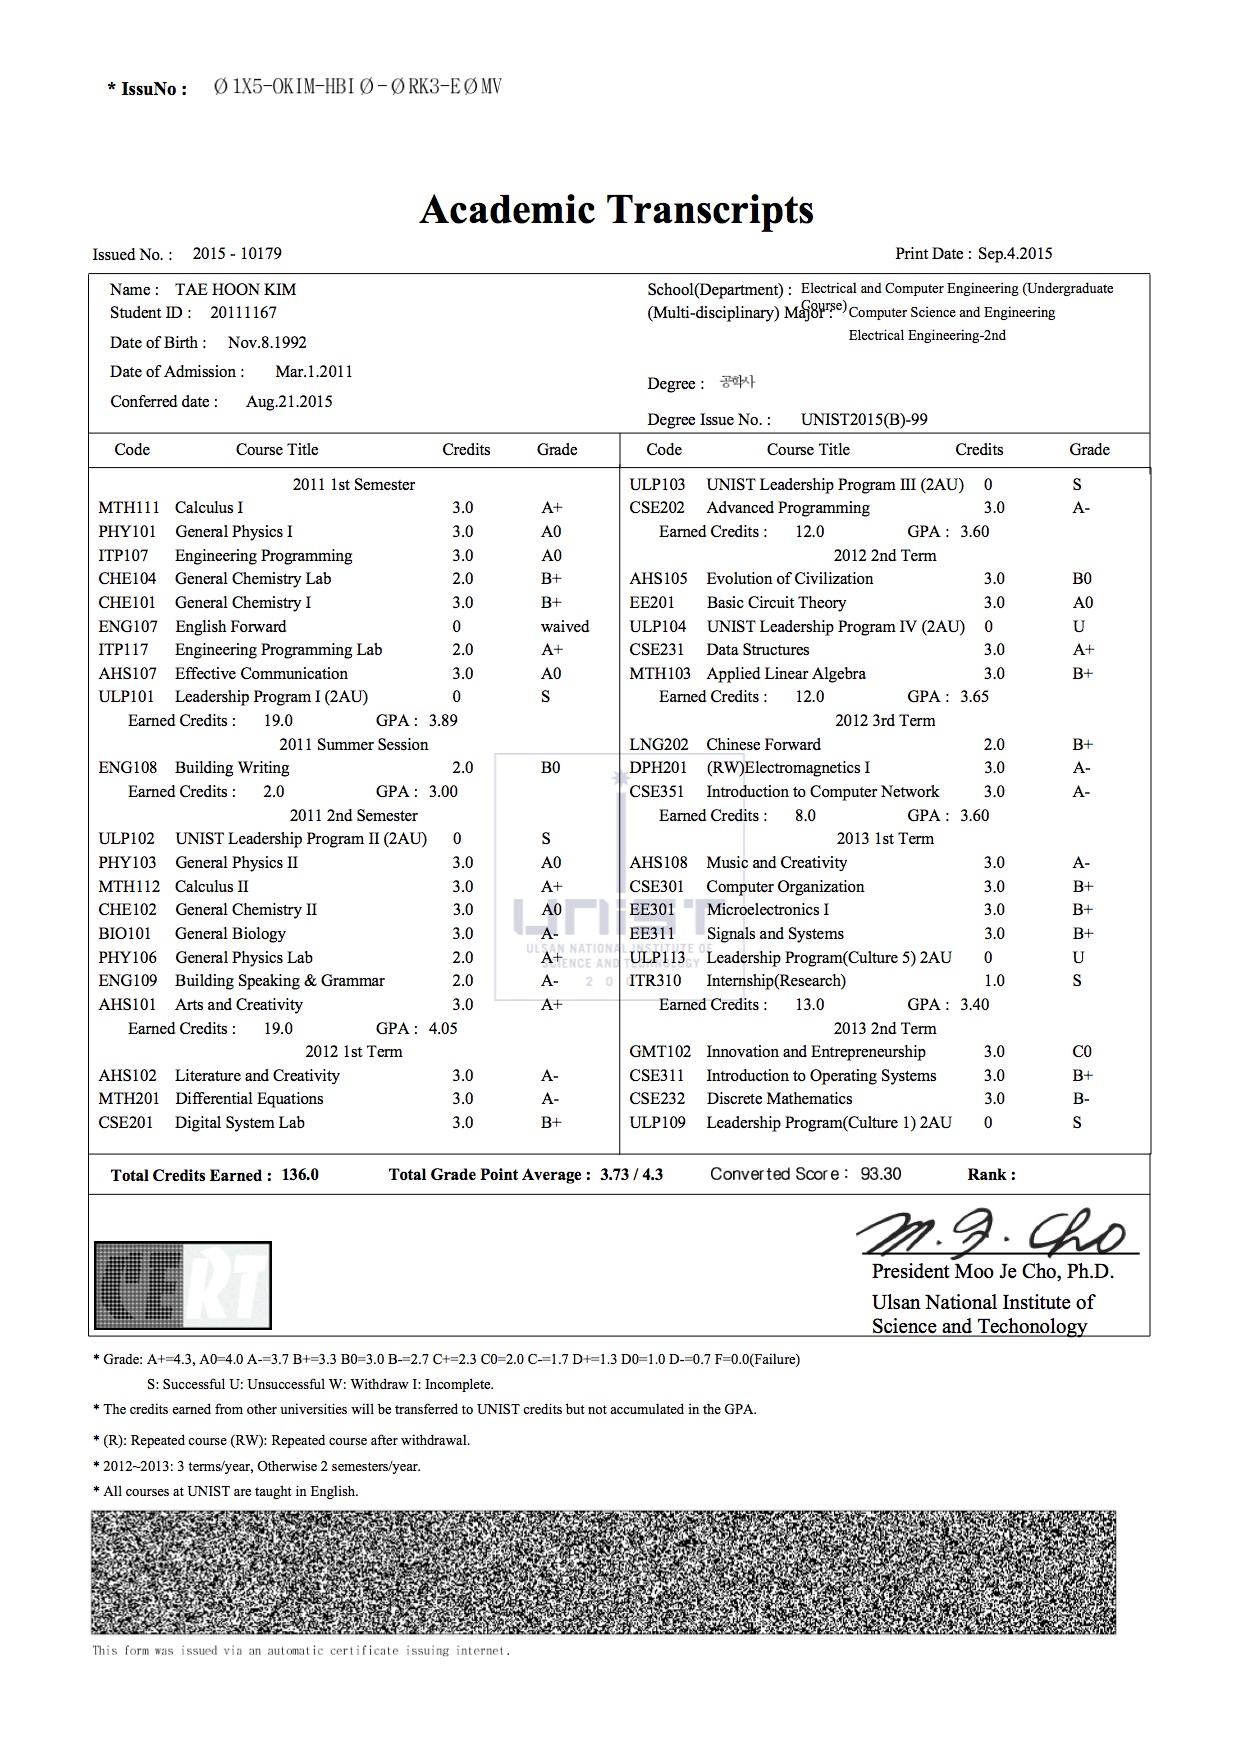 * IssuNo : Ø1X5-OKIM-HBIØ-ØRK3-EØMV
Academic Transcripts
Issued No. : 2015 - 10179
Print Date : Sep.4.2015
Name : TAE HOON KIM
Student ID : 20111167
Date of Birth : Nov.8.1992
Date of Admission : Mar.1.2011
Conferred date : Aug.21.2015
School(Department) : Electrical and Computer Engineering (Undergraduate Course)
(Multi-disciplinary) Major : Computer Science and Engineering
Electrical Engineering-2nd
Degree : 공학사
Degree Issue No. : UNIST2015(B)-99
Code Course Title Credits Grade
2011 1st Semester
MTH111 Calculus I 3.0 A+
PHY101 General Physics I 3.0 A0
ITP107 Engineering Programming 3.0 A0
CHE104 General Chemistry Lab 2.0 B+
CHE101 General Chemistry I 3.0 B+
ENG107 English Forward 0 waived
ITP117 Engineering Programming Lab 2.0 A+
AHS107 Effective Communication 3.0 A0
ULP101 Leadership Program I (2AU) 0 S
Earned Credits : 19.0 GPA : 3.89
2011 Summer Session
ENG108 Building Writing 2.0 B0
Earned Credits : 2.0 GPA : 3.00
2011 2nd Semester
ULP102 UNIST Leadership Program II (2AU) 0 S
PHY103 General Physics II 3.0 A0
MTH112 Calculus II 3.0 A+
CHE102 General Chemistry II 3.0 A0
BIO101 General Biology 3.0 A-
PHY106 General Physics Lab 2.0 A+
ENG109 Building Speaking & Grammar 2.0 A-
AHS101 Arts and Creativity 3.0 A+
Earned Credits : 19.0 GPA : 4.05
2012 1st Term
AHS102 Literature and Creativity 3.0 A-
MTH201 Differential Equations 3.0 A-
CSE201 Digital System Lab 3.0 B+
Code Course Title Credits Grade
ULP103 UNIST Leadership Program III (2AU) 0 S
CSE202 Advanced Programming 3.0 A-
Earned Credits : 12.0 GPA : 3.60
2012 2nd Term
AHS105 Evolution of Civilization 3.0 B0
EE201 Basic Circuit Theory 3.0 A0
ULP104 UNIST Leadership Program IV (2AU) 0 U
CSE231 Data Structures 3.0 A+
MTH103 Applied Linear Algebra 3.0 B+
Earned Credits : 12.0 GPA : 3.65
2012 3rd Term
LNG202 Chinese Forward 2.0 B+
DPH201 (RW)Electromagnetics I 3.0 A-
CSE351 Introduction to Computer Network 3.0 A-
Earned Credits : 8.0 GPA : 3.60
2013 1st Term
AHS108 Music and Creativity 3.0 A-
CSE301 Computer Organization 3.0 B+
EE301 Microelectronics I 3.0 B+
EE311 Signals and Systems 3.0 B+
ULP113 Leadership Program(Culture 5) 2AU 0 U
ITR310 Internship(Research) 1.0 S
Earned Credits : 13.0 GPA : 3.40
2013 2nd Term
GMT102 Innovation and Entrepreneurship 3.0 C0
CSE311 Introduction to Operating Systems 3.0 B+
CSE232 Discrete Mathematics 3.0 B-
ULP109 Leadership Program(Culture 1) 2AU 0 S
UNIST
ULSAN NATIONAL INSTITUTE OF
SCIENCE AND TECHNOLOGY
Total Credits Earned : 136.0 Total Grade Point Average : 3.73 / 4.3 Converted Score : 93.30 Rank :
CERT
M. J. Cho
President Moo Je Cho, Ph.D.
Ulsan National Institute of
Science and Techonology
* Grade: A+=4.3, A0=4.0 A-=3.7 B+=3.3 B0=3.0 B-=2.7 C+=2.3 C0=2.0 C-=1.7 D+=1.3 D0=1.0 D-=0.7 F=0.0(Failure)
S: Successful U: Unsuccessful W: Withdraw I: Incomplete.
* The credits earned from other universities will be transferred to UNIST credits but not accumulated in the GPA.
* (R): Repeated course (RW): Repeated course after withdrawal.
* 2012~2013: 3 terms/year, Otherwise 2 semesters/year.
* All courses at UNIST are taught in English.
This form was issued via an automatic certificate issuing internet.